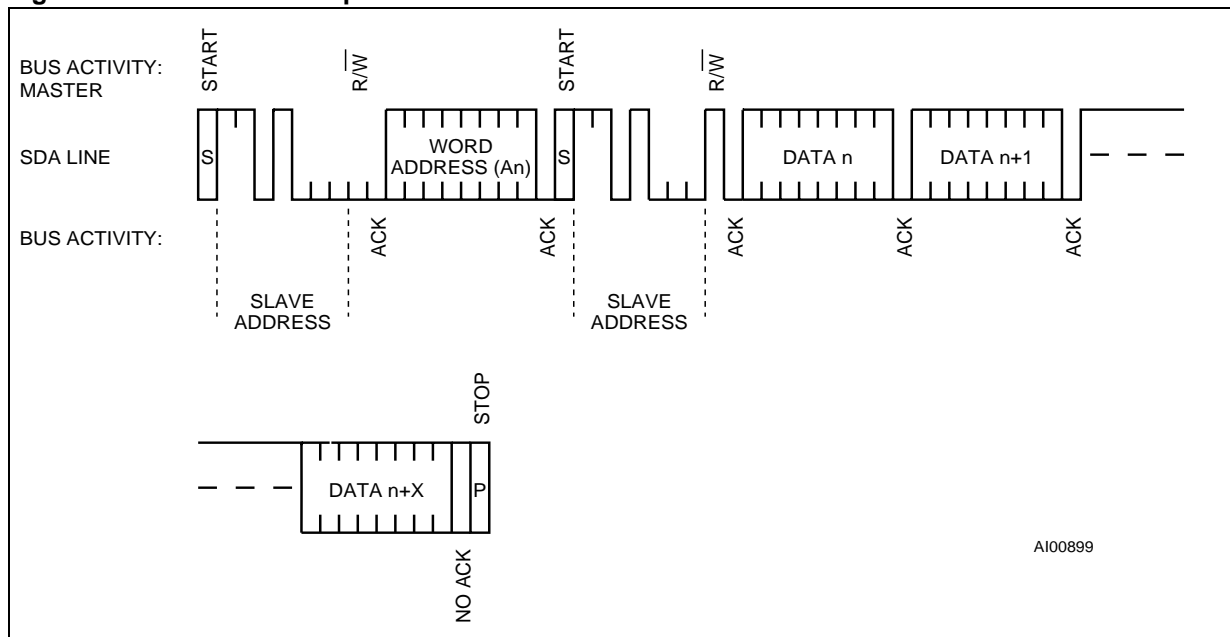 BUS ACTIVITY:
MASTER
START
R/W
START
R/W
SDA LINE
S
WORD
ADDRESS (An)
S
DATA n
DATA n+1
BUS ACTIVITY:
ACK
ACK
ACK
ACK
ACK
SLAVE
ADDRESS
SLAVE
ADDRESS
STOP
DATA n+X
P
NO ACK
AI00899